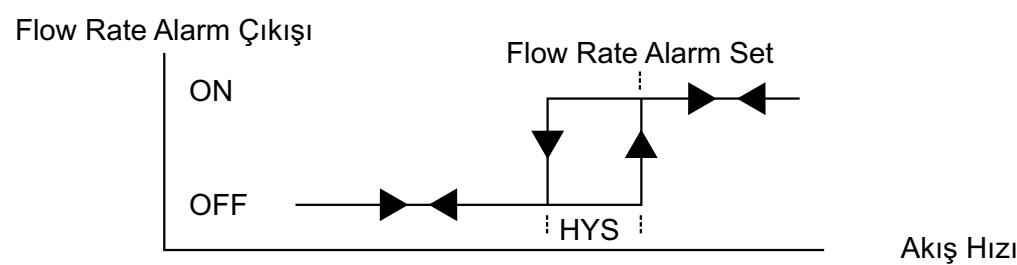 Flow Rate Alarm Çıkışı
Flow Rate Alarm Set
ON
OFF
HYS
Akış Hızı